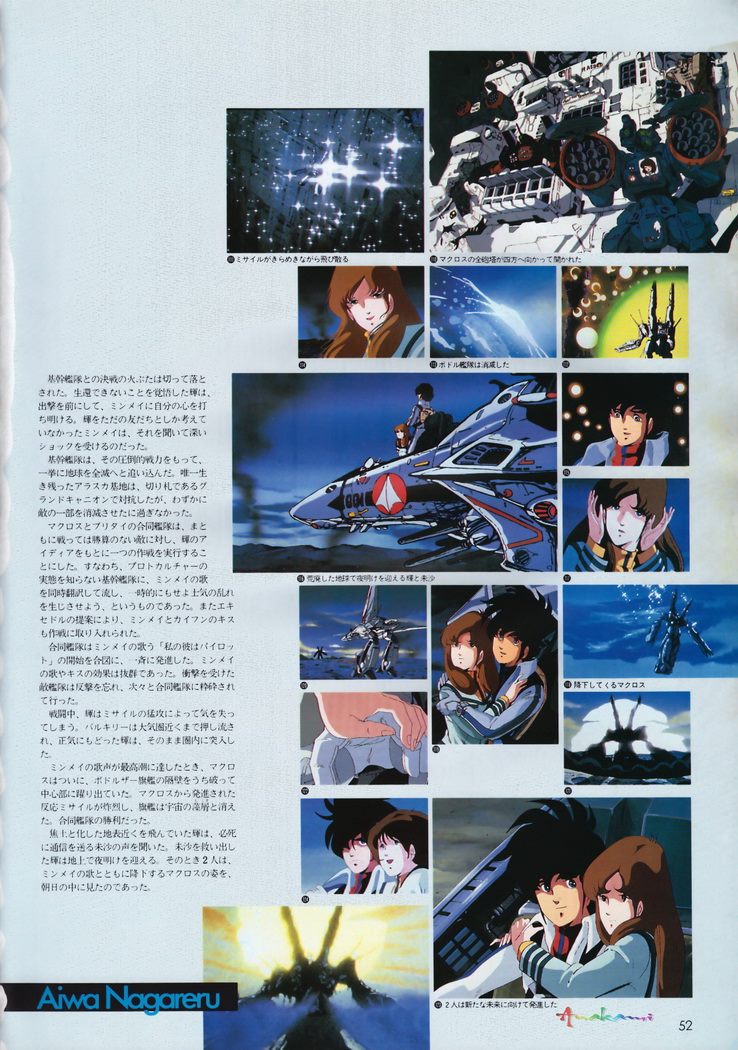 ミサイルがきらめきながら飛び散る
マクロスの全砲塔が四方へ向かって開かれた
ボドル艦隊は消滅した
基幹艦隊との決戦の火ぶたは切って落と
された。生還できないことを覚悟した輝は、
出撃を前にして、ミンメイに自分の心を打
ち明ける。輝をただの友だちとしか考えて
いなかったミンメイは、それを聞いて深い
ショックを受けるのだった。
基幹艦隊は、その圧倒的戦力をもって、
一挙に地球を全滅へと追い込んだ。唯一生
き残ったアラスカ基地は、切り札であるグ
ランドキャニオンで対抗したが、わずかに
敵の一部を消滅させたに過ぎなかった。
マクロスとブリタイの合同艦隊は、まと
もに戦っては勝算のない敵に対し、輝のア
イディアをもとに一つの作戦を実行するこ
とにした。すなわち、プロトカルチャーの
実態を知らない基幹艦隊に、ミンメイの歌
を同時翻訳して流し、一時的にもせよ士気の乱れ
を生じさせよう、というものであった。またエキ
セドルの提案により、ミンメイとカイフンのキス
も作戦に取り入れられた。
合同艦隊はミンメイの歌う「私の彼はパイロッ
ト」の開始を合図に、一斉に発進した。ミンメイ
の歌やキスの効果は抜群であった。衝撃を受けた
敵艦隊は反撃を忘れ、次々と合同艦隊に粉砕され
て行った。
戦闘中、輝はミサイルの猛攻によって気を失っ
てしまう。バルキリーは大気圏近くまで押し流さ
れ、正気にもどった輝は、そのまま圏内に突入し
た。
ミンメイの歌声が最高潮に達したとき、マクロ
スはついに、ボドルザー旗艦の隔壁をうち破って
中心部に躍り出ていた。マクロスから発進された
反応ミサイルが炸烈し、旗艦は宇宙の藻屑と消え
た。合同艦隊の勝利だった。
焦土と化した地表近くを飛んでいた輝は、必死
に通信を送る未沙の声を聞いた。未沙を救い出し
た輝は地上で夜明けを迎える。そのとき2人は、
ミンメイの歌とともに降下するマクロスの姿を、
朝日の中に見たのであった。
荒廃した地球で夜明けを迎える輝と未沙
降下してくるマクロス
2人は新たな未来に向けて発進した
Aiwa Nagareru
Anakami
52